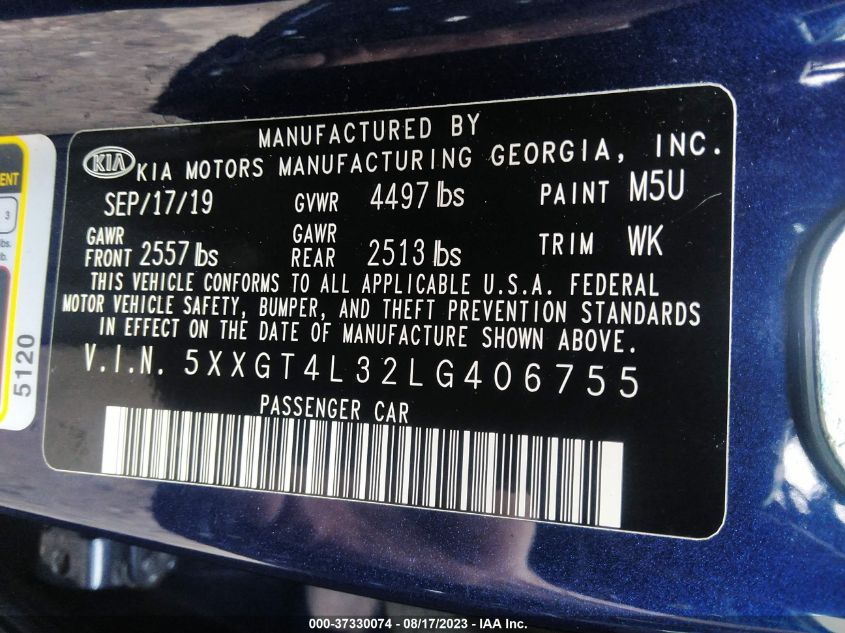 MANUFACTURED BY
KIA KIA MOTORS MANUFACTURING GEORGIA, INC.
SEP/17/19 GVWR 4497 lbs PAINT M5U
GAWR FRONT 2557 lbs GAWR REAR 2513 lbs TRIM WK
THIS VEHICLE CONFORMS TO ALL APPLICABLE U.S.A. FEDERAL
MOTOR VEHICLE SAFETY, BUMPER, AND THEFT PREVENTION STANDARDS
IN EFFECT ON THE DATE OF MANUFACTURE SHOWN ABOVE.
V.I.N. 5XXGT4L32LG406755
PASSENGER CAR
3
lbs.
lb.
5120
000-37330074 - 08/17/2023 - IAA Inc.